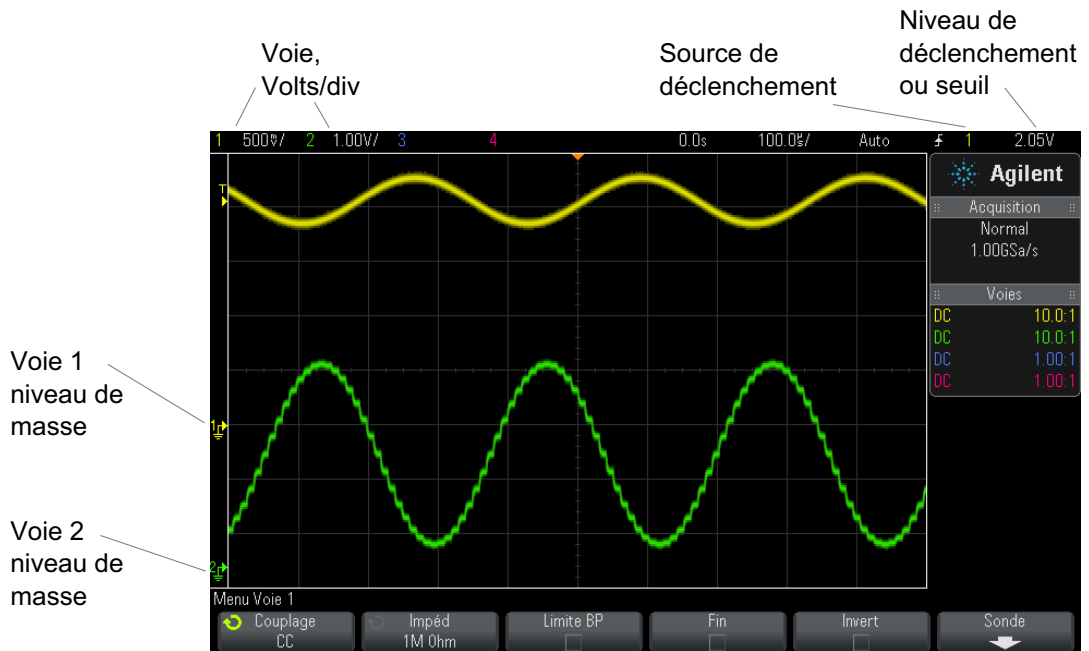 Voie,
Volts/div
Source de
déclenchement
Niveau de
déclenchement
ou seuil
1 500mV/ 2 1.00V/ 3 4 0.0s 100.0µs/ Auto 1 2.05V
T
Agilent
Acquisition
Normal
1.00GSa/s
Voies
DC 10.0:1
DC 10.0:1
DC 1.00:1
DC 1.00:1
Voie 1
niveau de
masse
1
Voie 2
niveau de
masse
2
Menu Voie 1
Couplage
CC
Impéd
1M Ohm
Limite BP
Fin
Invert
Sonde